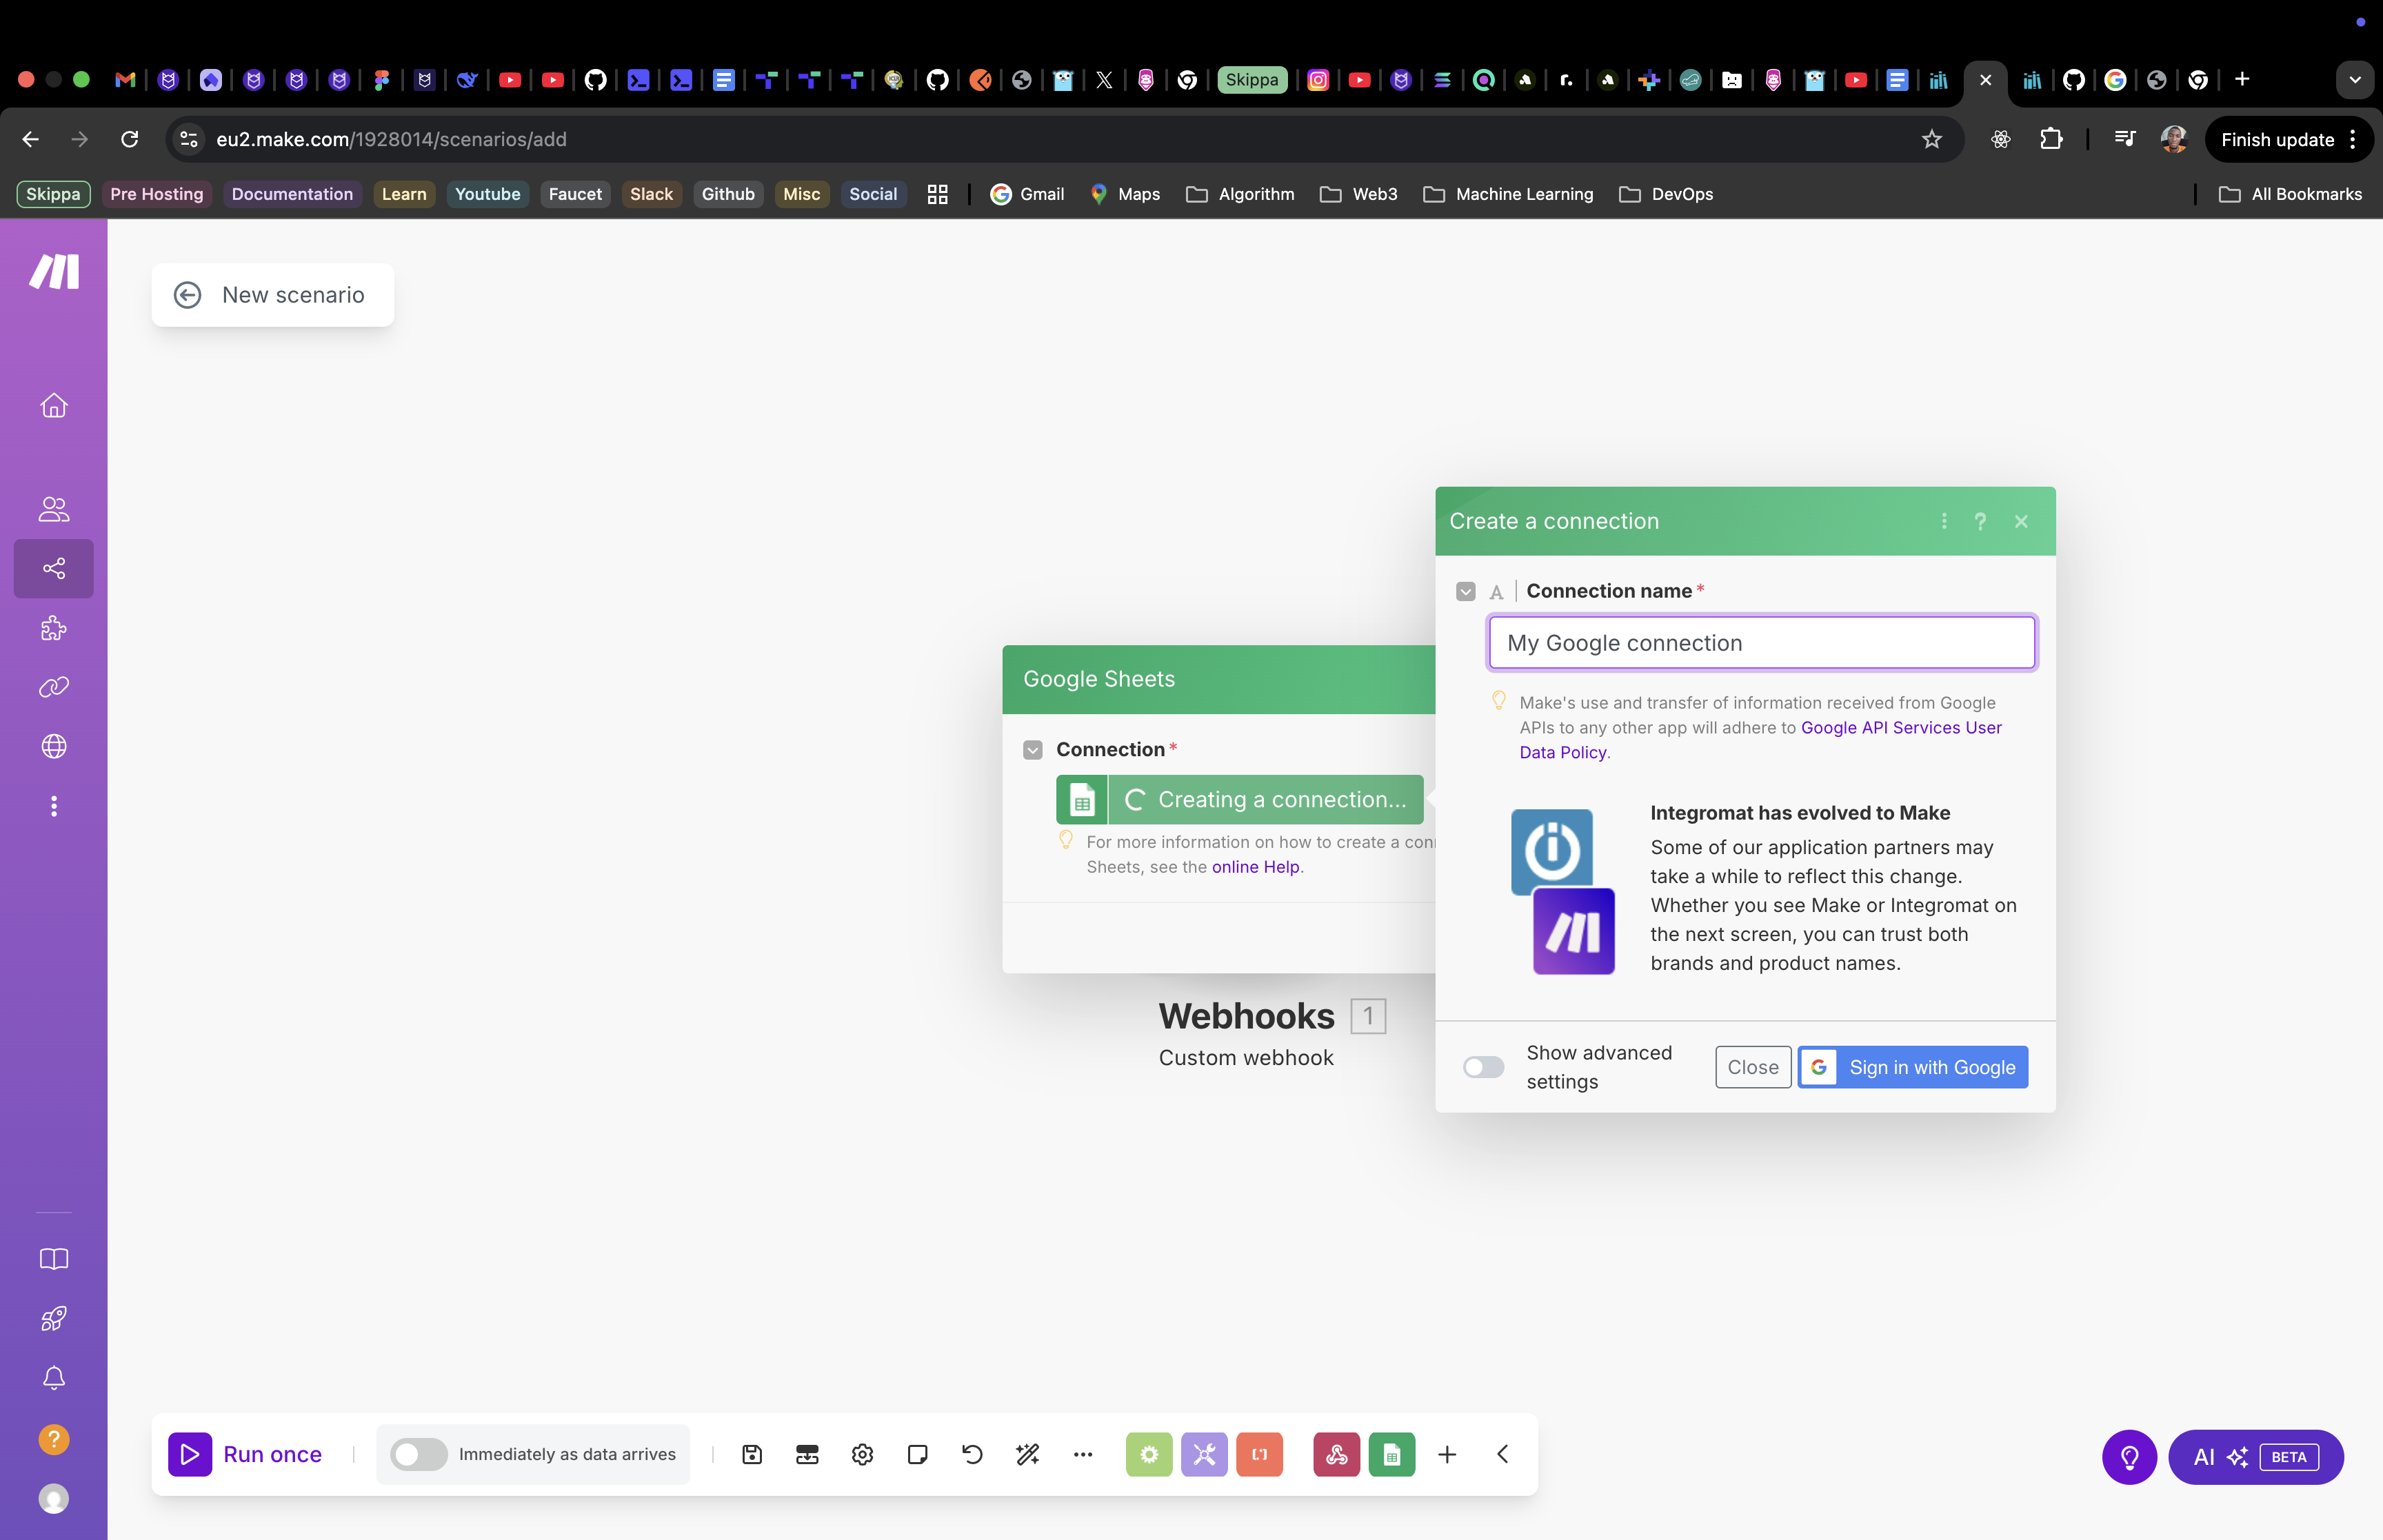 Skippa
eu2.make.com/1928014/scenarios/add
Finish update
Skippa
Pre Hosting
Documentation
Learn
Youtube
Faucet
Slack
Github
Misc
Social
Gmail
Maps
Algorithm
Web3
Machine Learning
DevOps
All Bookmarks
New scenario
Create a connection
A
Connection name *
My Google connection
Make's use and transfer of information received from Google
APIs to any other app will adhere to Google API Services User
Data Policy.
Integromat has evolved to Make
Some of our application partners may
take a while to reflect this change.
Whether you see Make or Integromat on
the next screen, you can trust both
brands and product names.
Show advanced
settings
Close
Sign in with Google
Google Sheets
Connection *
Creating a connection...
For more information on how to create a con
Sheets, see the online Help.
Webhooks 1
Custom webhook
Run once
Immediately as data arrives
AI
BETA